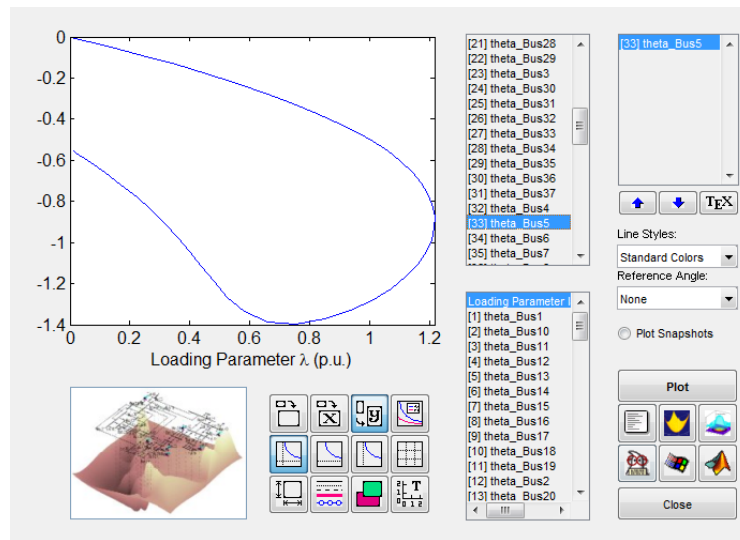 0
-0.2
-0.4
-0.6
-0.8
-1
-1.2
-1.4
0
0.2
0.4
0.6
0.8
1
1.2
Loading Parameter λ (p.u.)
[21] theta_Bus28
[22] theta_Bus29
[23] theta_Bus3
[24] theta_Bus30
[25] theta_Bus31
[26] theta_Bus32
[27] theta_Bus33
[28] theta_Bus34
[29] theta_Bus35
[30] theta_Bus36
[31] theta_Bus37
[32] theta_Bus4
[33] theta_Bus5
[34] theta_Bus6
[35] theta_Bus7
Loading Parameter
[1] theta_Bus1
[2] theta_Bus10
[3] theta_Bus11
[4] theta_Bus12
[5] theta_Bus13
[6] theta_Bus14
[7] theta_Bus15
[8] theta_Bus16
[9] theta_Bus17
[10] theta_Bus18
[11] theta_Bus19
[12] theta_Bus2
[13] theta_Bus20
[33] theta_Bus5
TEX
Line Styles:
Standard Colors
Reference Angle:
None
Plot Snapshots
Plot
Close
x
y
T